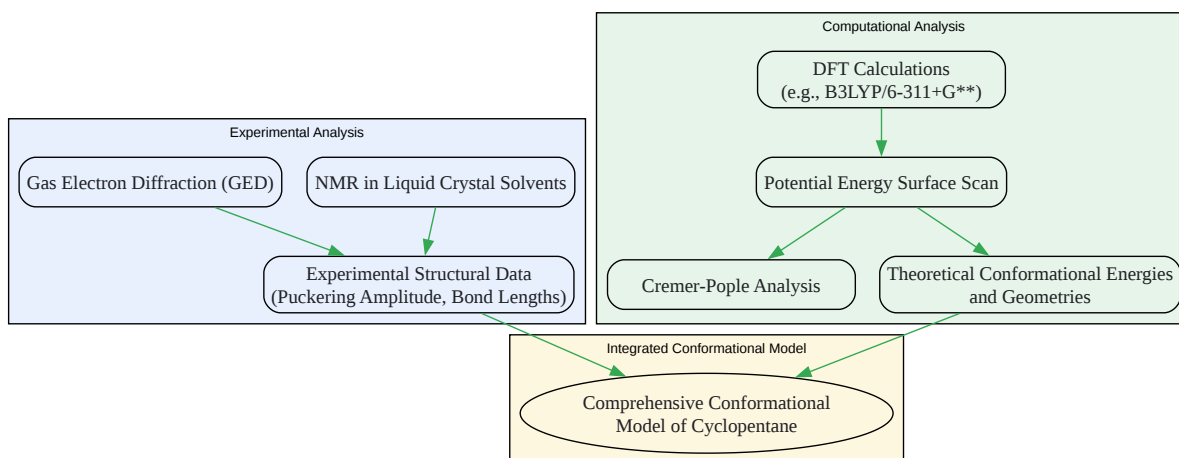 Computational Analysis
DFT Calculations
(e.g., B3LYP/6-311+G**)
Experimental Analysis
Gas Electron Diffraction (GED)
NMR in Liquid Crystal Solvents
Potential Energy Surface Scan
Experimental Structural Data
(Puckering Amplitude, Bond Lengths)
Cremer-Pople Analysis
Theoretical Conformational Energies
and Geometries
Integrated Conformational Model
Comprehensive Conformational
Model of Cyclopentane